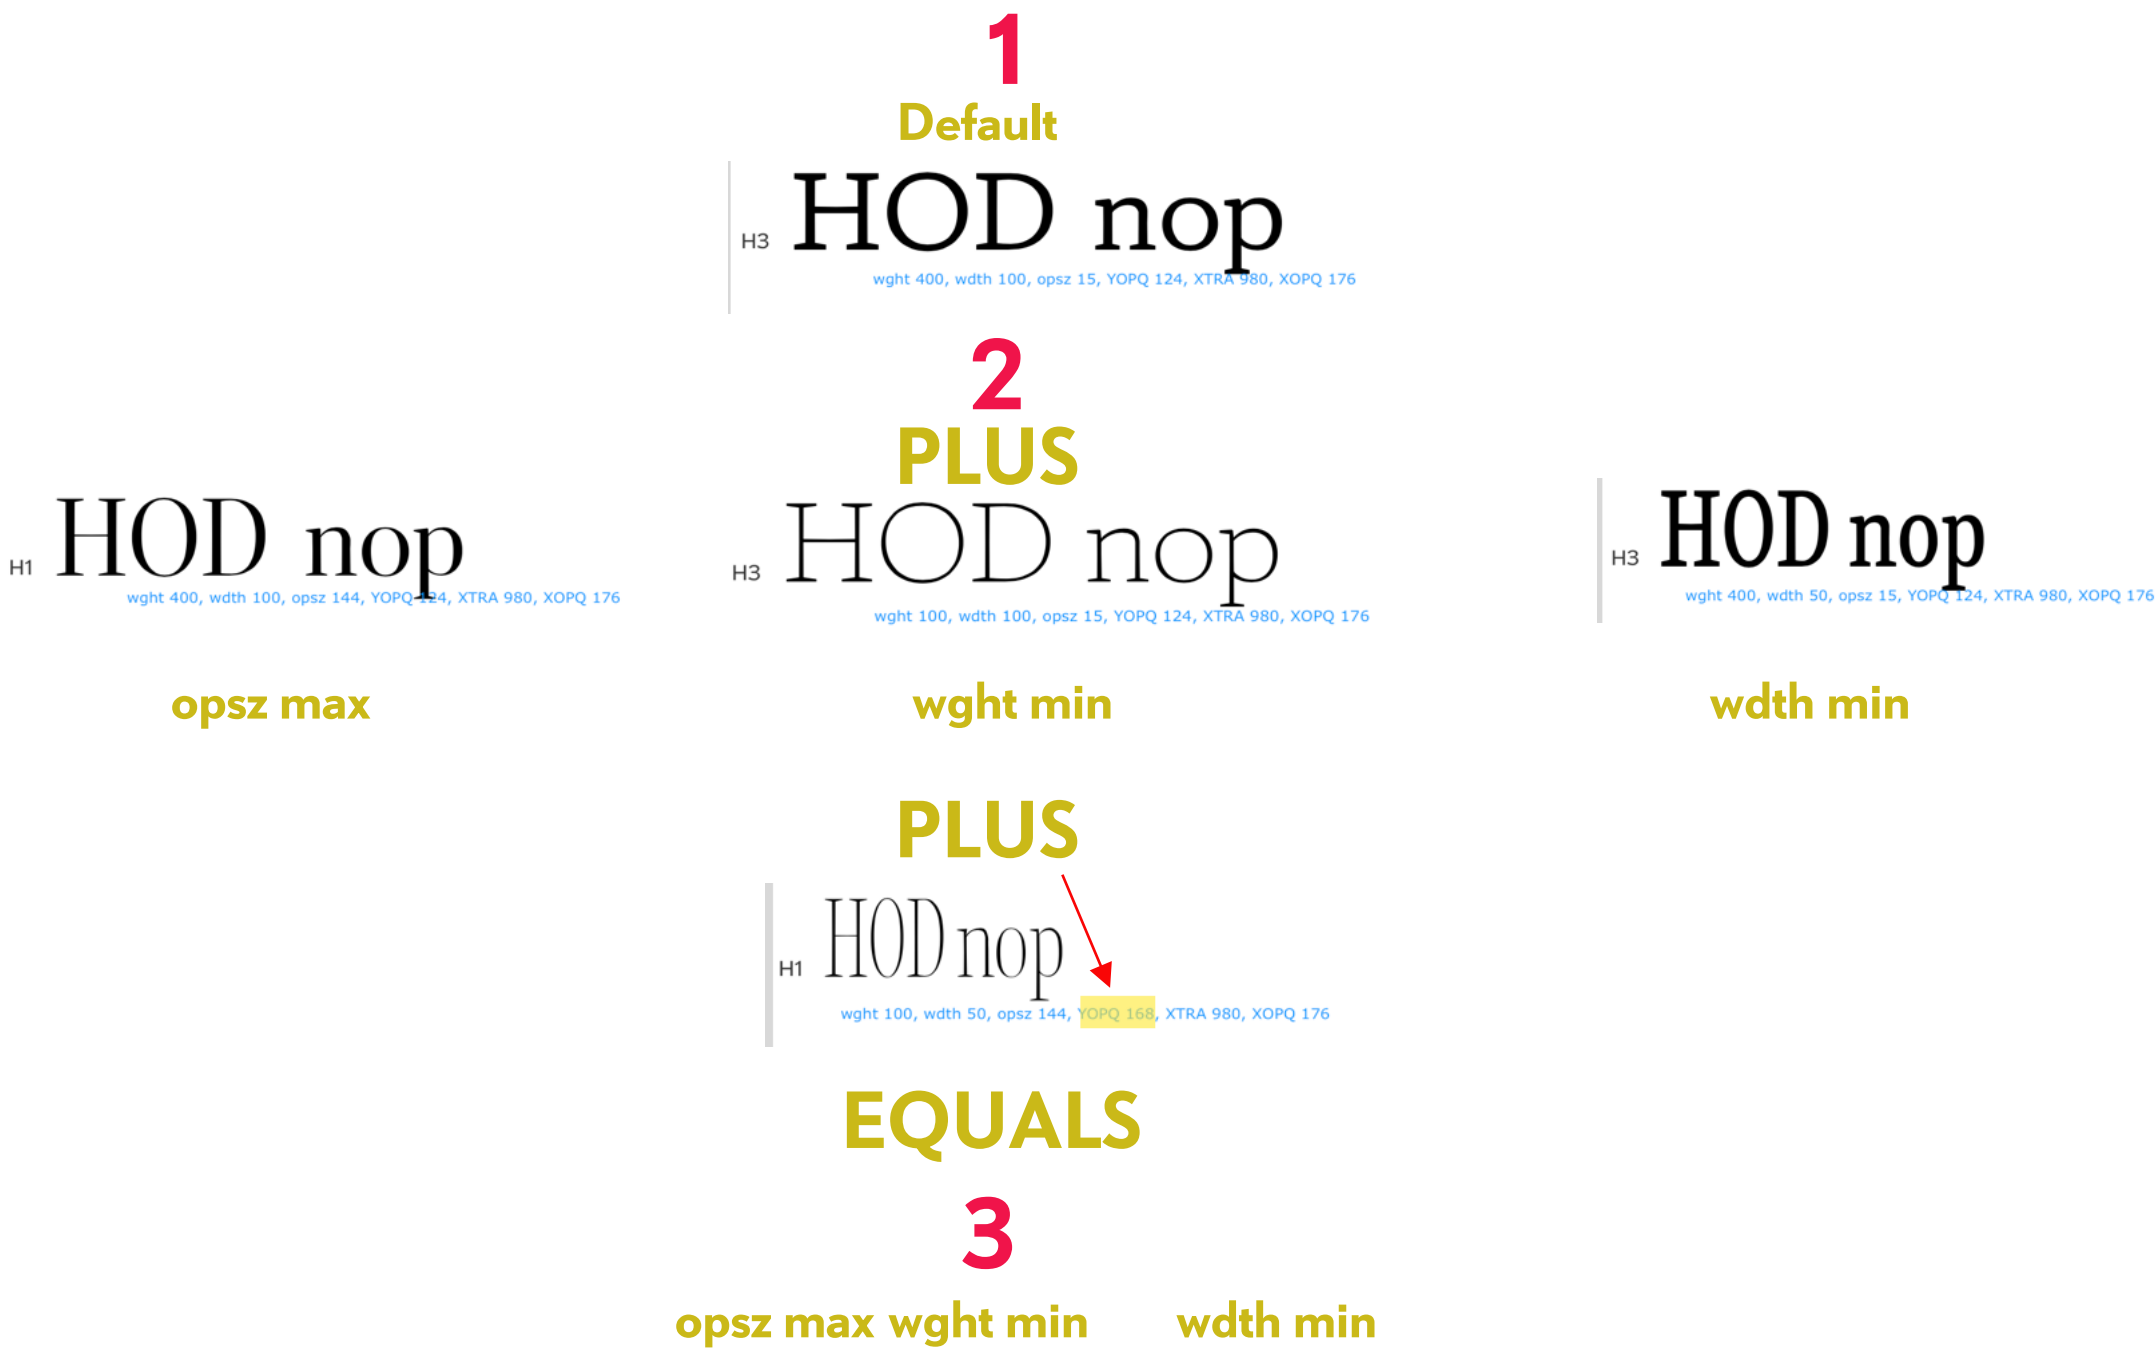 1
Default
H3 HOD nop
wght 400, wdth 100, opsz 15, YOPQ 124, XTRA 980, XOPQ 176
2
PLUS
H1 HOD nop
wght 400, wdth 100, opsz 144, YOPQ 124, XTRA 980, XOPQ 176
opsz max
H3 HOD nop
wght 100, wdth 100, opsz 15, YOPQ 124, XTRA 980, XOPQ 176
wght min
H3 HOD nop
wght 400, wdth 50, opsz 15, YOPQ 124, XTRA 980, XOPQ 176
wdth min
PLUS
H1 HOD nop
wght 100, wdth 50, opsz 144, YOPQ 168, XTRA 980, XOPQ 176
EQUALS
3
opsz max wght min wdth min